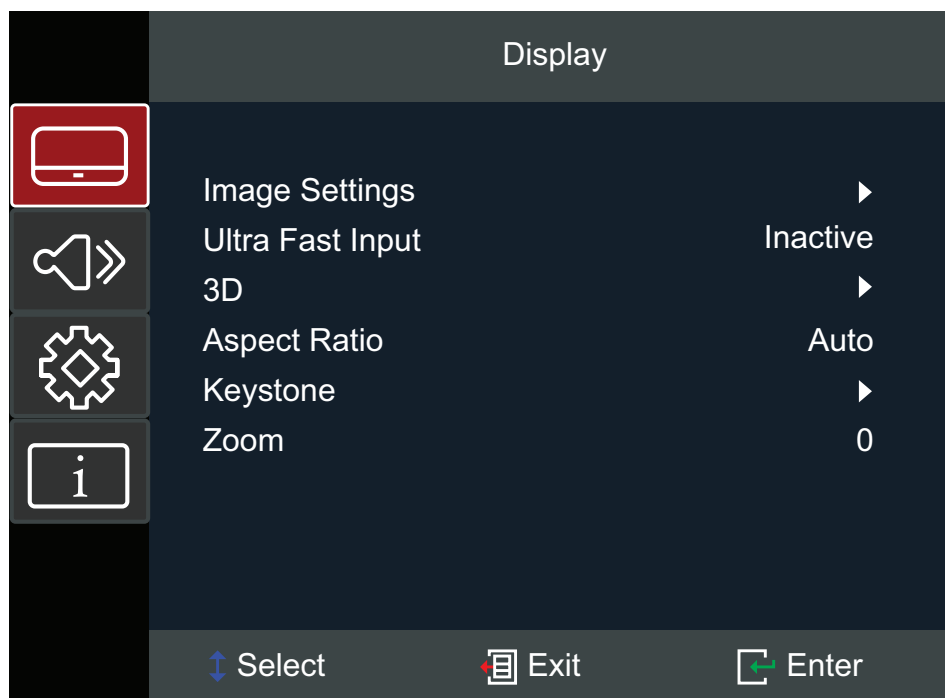 Display
Image Settings
Ultra Fast Input Inactive
3D
Aspect Ratio Auto
Keystone
Zoom 0
i
Select Exit Enter